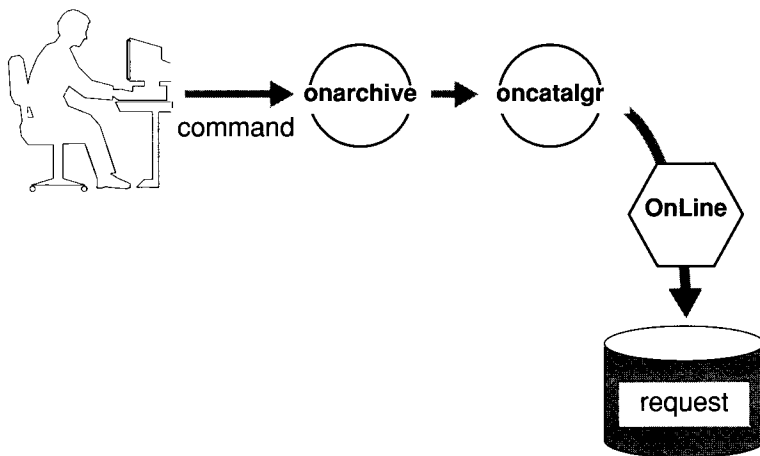 onarchive
oncatalgr
command
OnLine
request